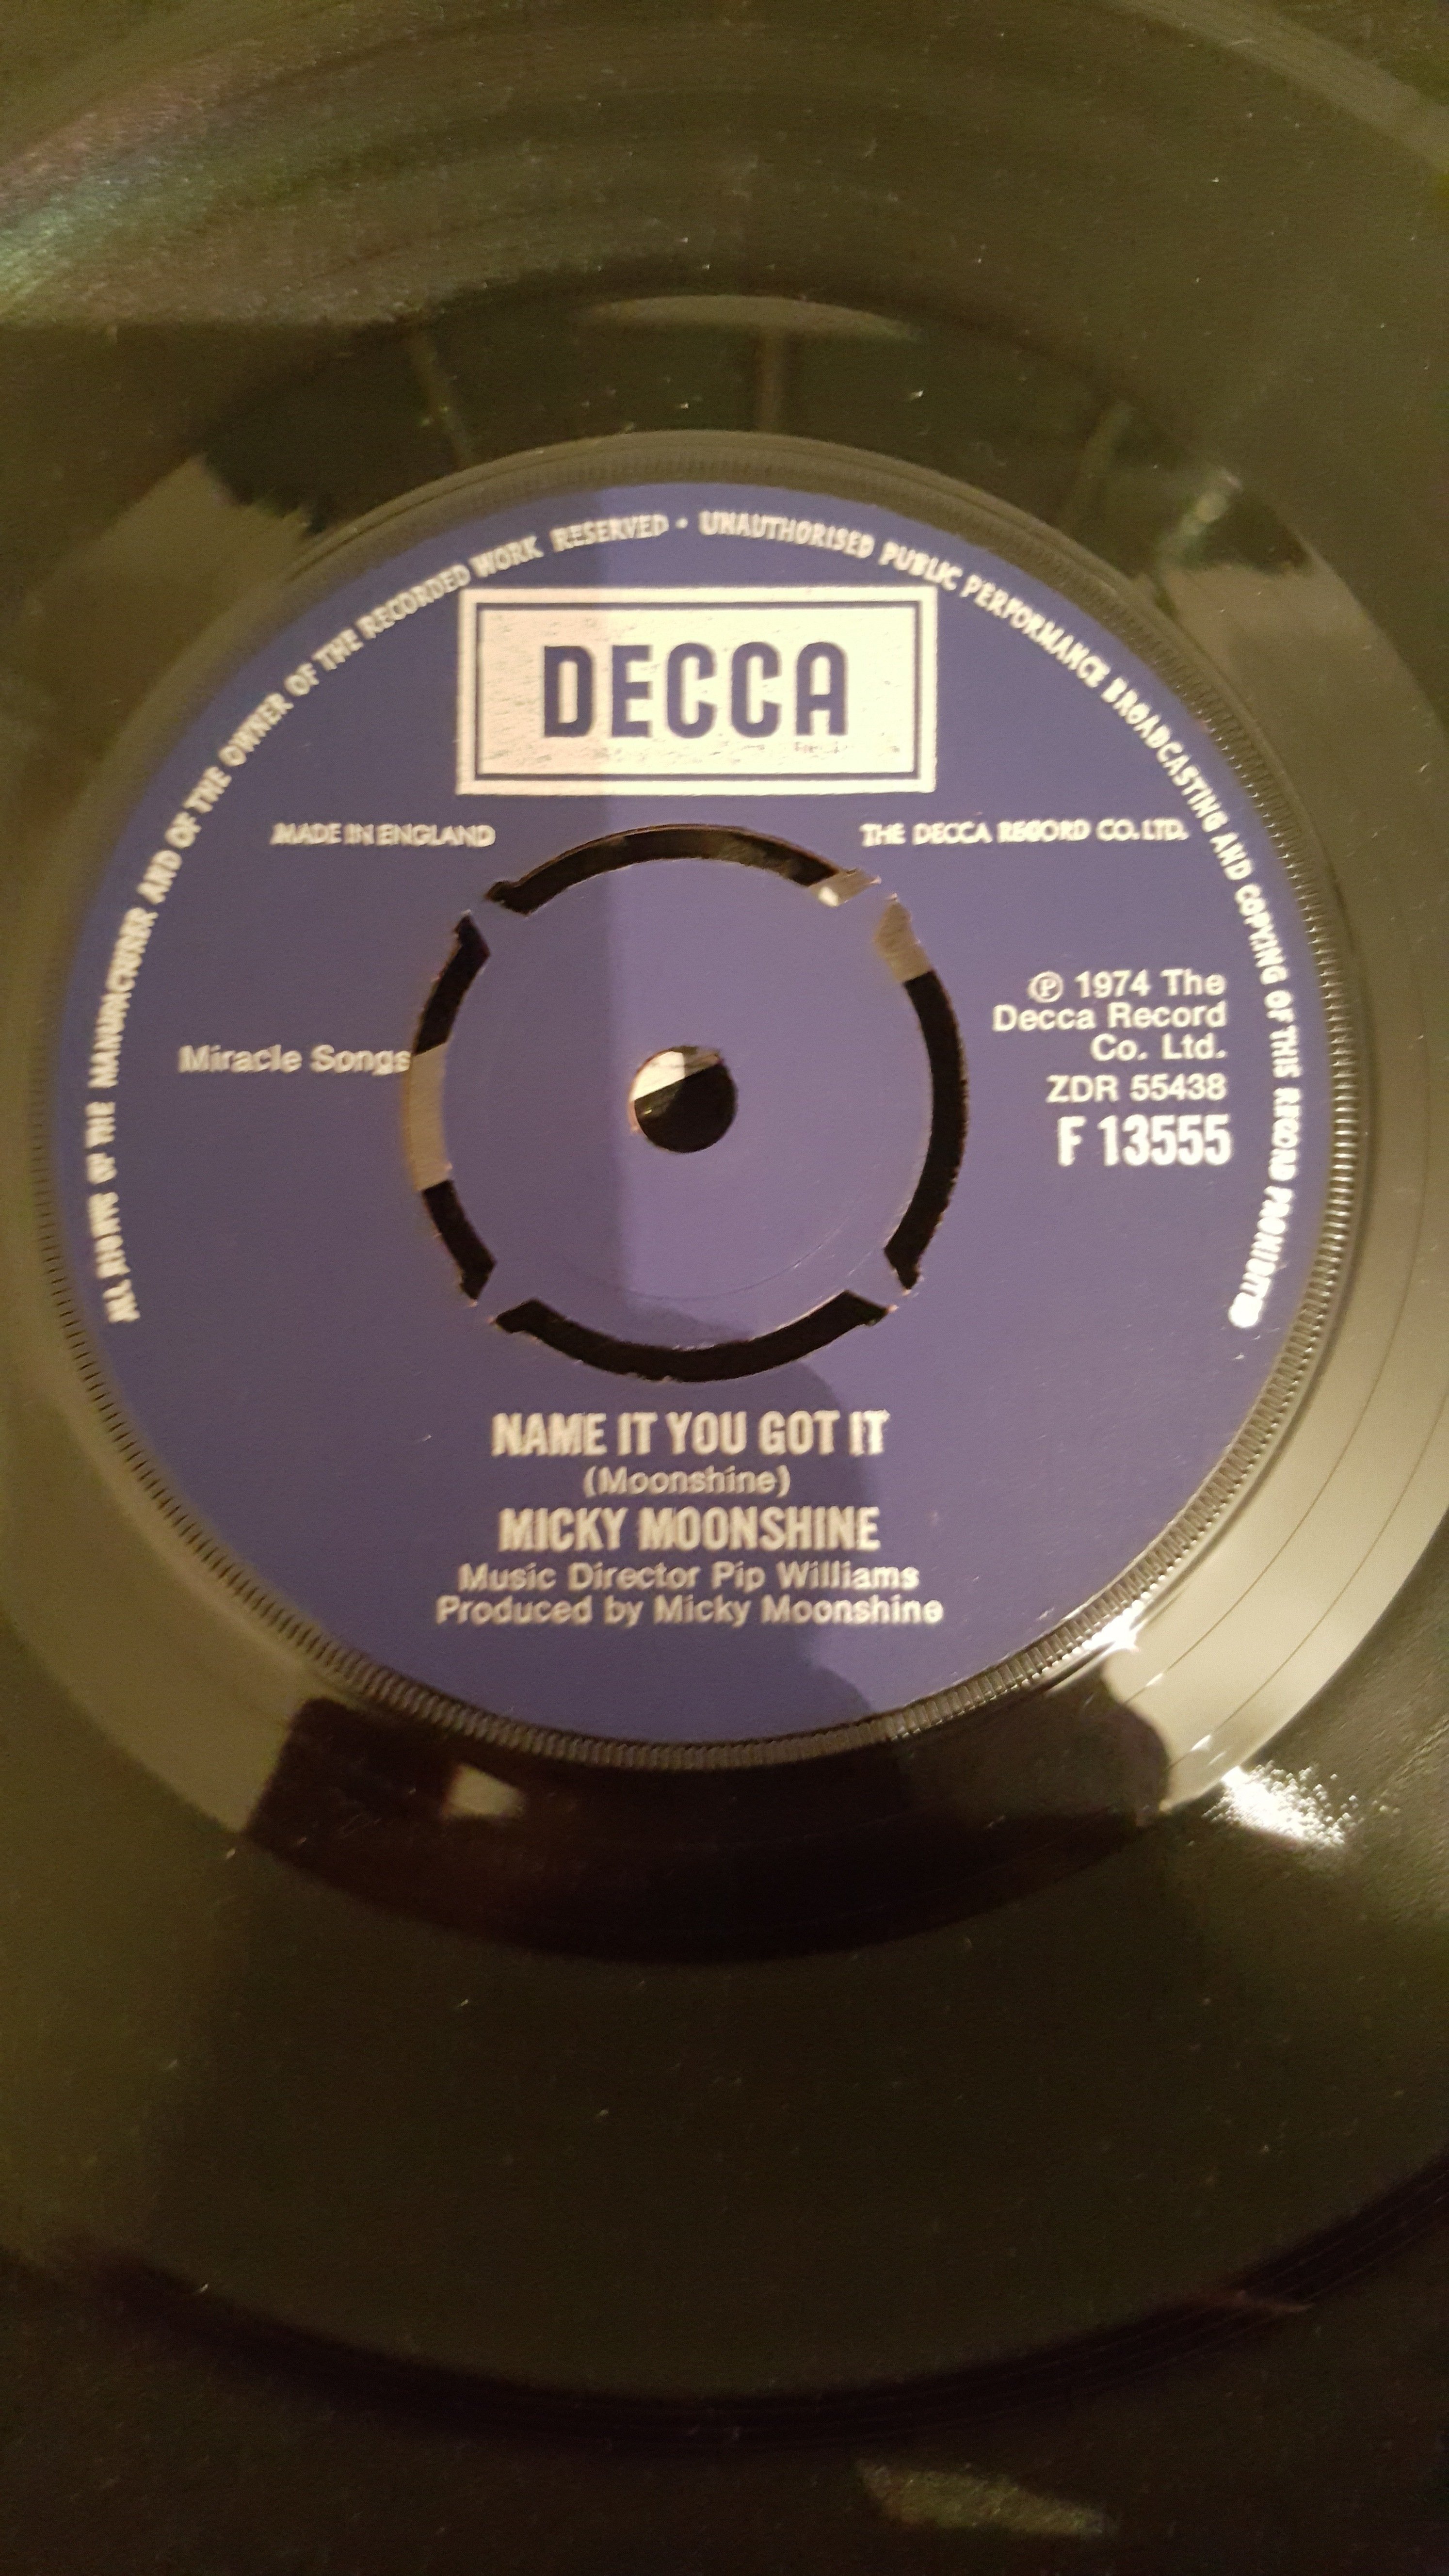 ALL RIGHTS OF THE MANUFACTURER AND OF THE OWNER OF THE RECORDED WORK RESERVED • UNAUTHORISED PUBLIC PERFORMANCE BROADCASTING AND COPYING OF THIS RECORD PROHIBITED
DECCA
MADE IN ENGLAND
THE DECCA RECORD CO. LTD.
Miracle Songs
℗ 1974 The
Decca Record
Co. Ltd.
ZDR 55438
F 13555
NAME IT YOU GOT IT
(Moonshine)
MICKY MOONSHINE
Music Director Pip Williams
Produced by Micky Moonshine